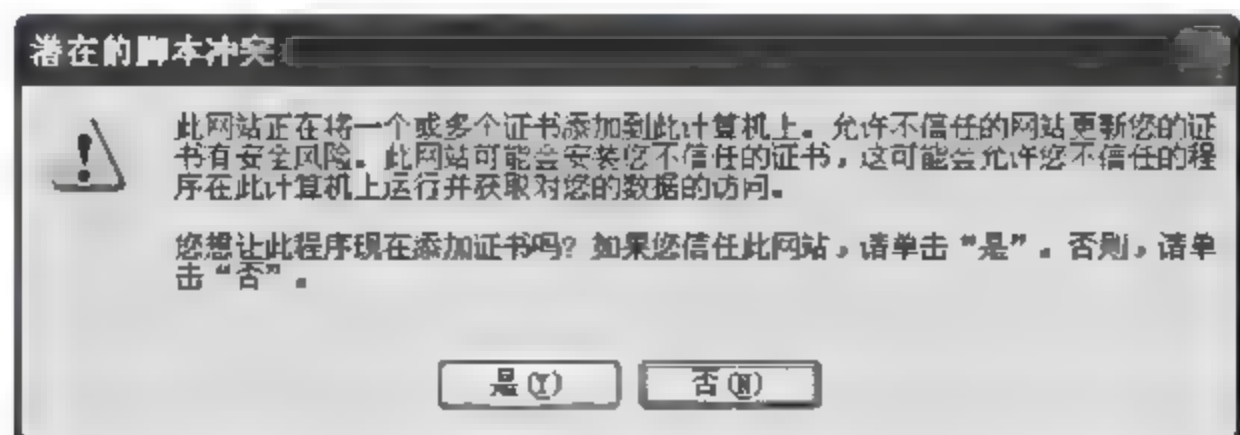 潜在的脚本冲突
此网站正在将一个或多个证书添加到此计算机上。允许不信任的网站更新您的证
书有安全风险。此网站可能会安装您不信任的证书，这可能会允许您不信任的程
序在此计算机上运行并获取对您的数据的访问。
您想让此程序现在添加证书吗? 如果您信任此网站，请单击“是”。否则，请单
击“否”。
是(Y)
否(N)